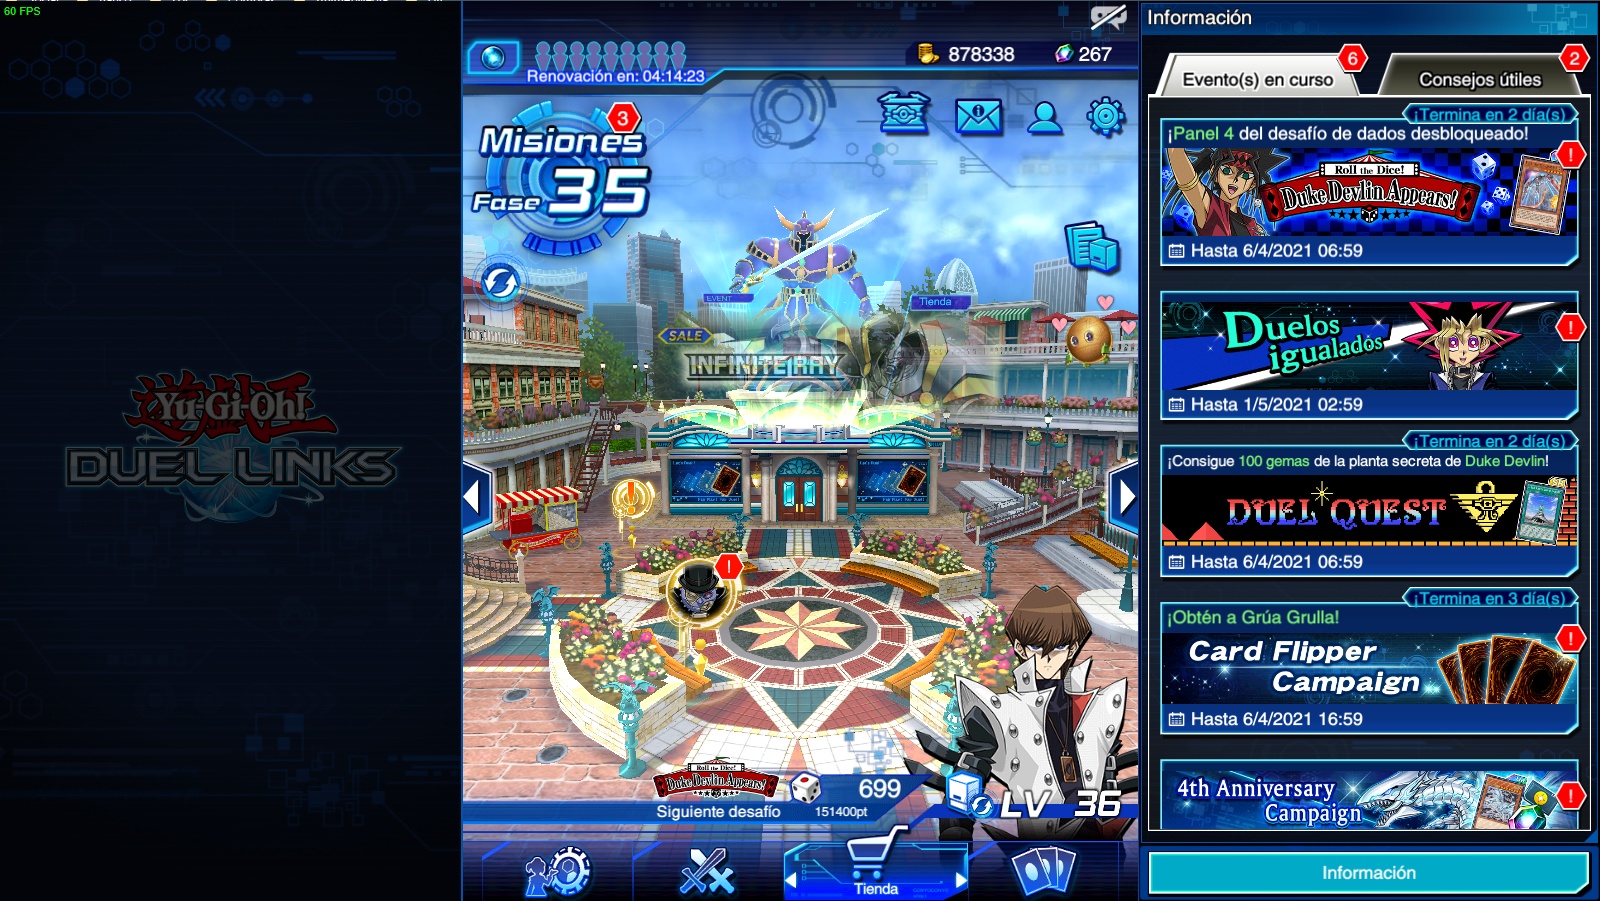 60 FPS
Yu-Gi-Oh!
DUEL LINKS
878338
267
Renovación en: 04:14:23
3
Misiones
Fase 35
EVENT
Tienda
SALE
INFINITE RAY
!
Roll the Dice!
Duke Devlin Appears!
699
Siguiente desafío
151400pt
LV 36
Tienda
Información
Evento(s) en curso
6
Consejos útiles
2
¡Termina en 2 día(s)
¡Panel 4 del desafío de dados desbloqueado!
!
Roll the Dice!
Duke Devlin Appears!
Hasta 6/4/2021 06:59
Duelos
igualados
!
Hasta 1/5/2021 02:59
¡Termina en 2 día(s)
¡Consigue 100 gemas de la planta secreta de Duke Devlin!
DUEL QUEST
Hasta 6/4/2021 06:59
¡Termina en 3 día(s)
¡Obtén a Grúa Grulla!
!
Card Flipper
Campaign
Hasta 6/4/2021 16:59
4th Anniversary
Campaign
!
Información